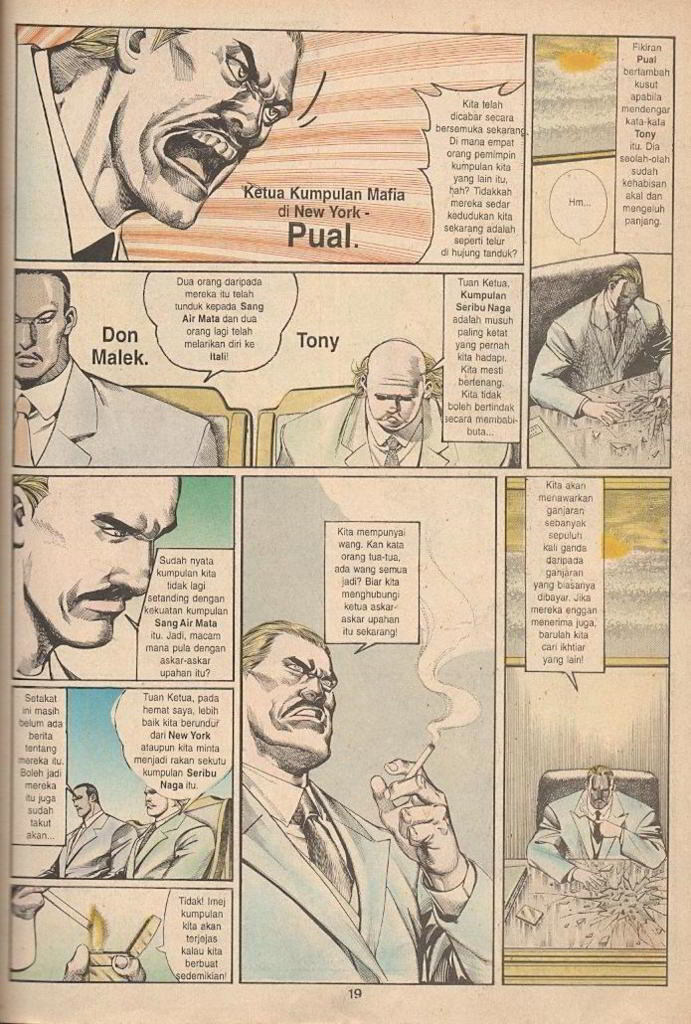 Kita telah
dicabar secara
bersemuka sekarang.
Di mana empat
orang pemimpin
kumpulan kita
yang lain itu,
hah? Tidakkah
mereka sedar
kedudukan kita
sekarang adalah
seperti telur
di hujung tanduk?
Ketua Kumpulan Mafia
di New York -
Pual.
Fikiran
Pual
bertambah
kusut
apabila
mendengar
kata-kata
Tony
itu. Dia
seolah-olah
sudah
kehabisan
akal dan
mengeluh
panjang.
Hm...
Don
Malek.
Dua orang daripada
mereka itu telah
tunduk kepada Sang
Air Mata dan dua
orang lagi telah
melarikan diri ke
Itali!
Tony
Tuan Ketua,
Kumpulan
Seribu Naga
adalah musuh
paling ketat
yang pernah
kita hadapi.
Kita mesti
bertenang.
Kita tidak
boleh bertindak
secara membabi-
buta...
Sudah nyata
kumpulan kita
tidak lagi
setanding dengan
kekuatan kumpulan
Sang Air Mata
itu. Jadi, macam
mana pula dengan
askar-askar
upahan itu?
Setakat
ini masih
belum ada
berita
tentang
mereka itu.
Boleh jadi
mereka
itu juga
sudah
takut
akan...
Tuan Ketua, pada
hemat saya, lebih
baik kita berundur
dari New York
ataupun kita minta
menjadi rakan sekutu
kumpulan Seribu
Naga itu.
Tidak! Imej
kumpulan
kita akan
terjejas
kalau kita
berbuat
sedemikian!
Kita mempunyai
wang. Kan kata
orang tua-tua,
ada wang semua
jadi? Biar kita
menghubungi
ketua askar-
askar upahan
itu sekarang!
Kita akan
menawarkan
ganjaran
sebanyak
sepuluh
kali ganda
daripada
ganjaran
yang biasanya
dibayar. Jika
mereka enggan
menerima juga,
barulah kita
cari ikhtiar
yang lain!
19